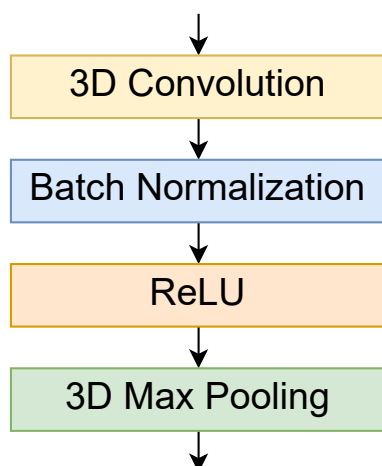 3D Convolution
Batch Normalization
ReLU
3D Max Pooling